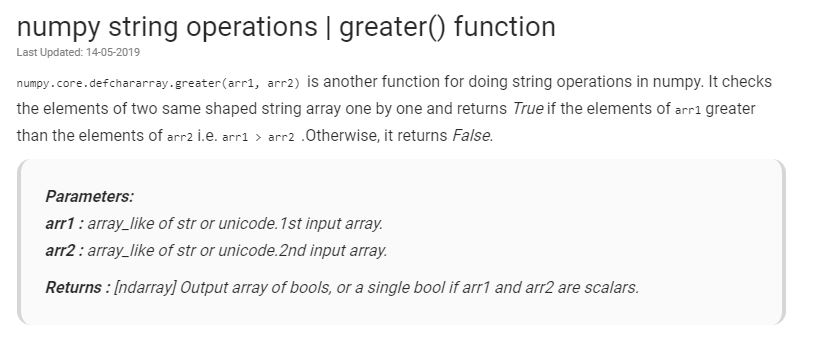 numpy string operations | greater() function
Last Updated: 14-05-2019
numpy.core.defchararray.greater(arr1, arr2) is another function for doing string operations in numpy. It checks
the elements of two same shaped string array one by one and returns True if the elements of arr1 greater
than the elements of arr2 i.e. arr1 > arr2 .Otherwise, it returns False.
Parameters:
arr1 : array_like of str or unicode.1st input array.
arr2 : array_like of str or unicode.2nd input array.
Returns : [ndarray] Output array of bools, or a single bool if arr1 and arr2 are scalars.